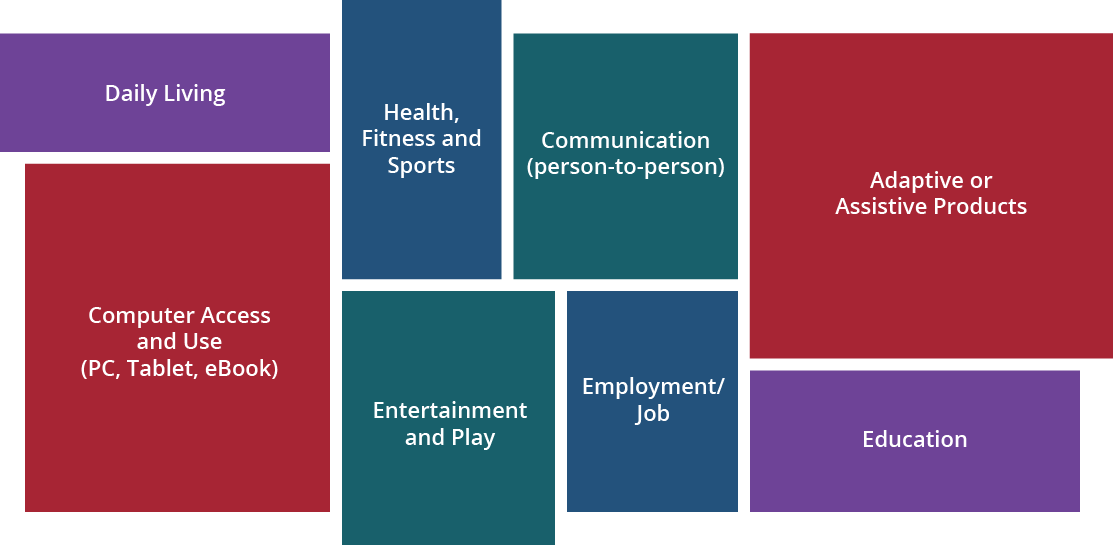 Daily Living
Health,
Fitness and
Sports
Communication
(person-to-person)
Adaptive or
Assistive Products
Computer Access
and Use
(PC, Tablet, eBook)
Entertainment
and Play
Employment/
Job
Education